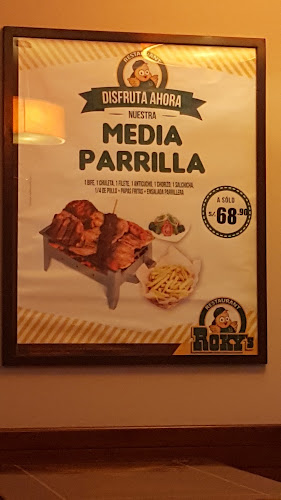 RESTAURANT
DISFRUTA AHORA
NUESTRA
MEDIA
PARRILLA
1 BIFE, 1 CHULETA, 1 FILETE, 1 ANTICUCHO, 1 CHORIZO, 1 SALCHICHA,
1/4 DE POLLO + PAPAS FRITAS + ENSALADA PARRILLERA
A SÓLO
S/ 68.90
RESTAURANT
ROKY'S